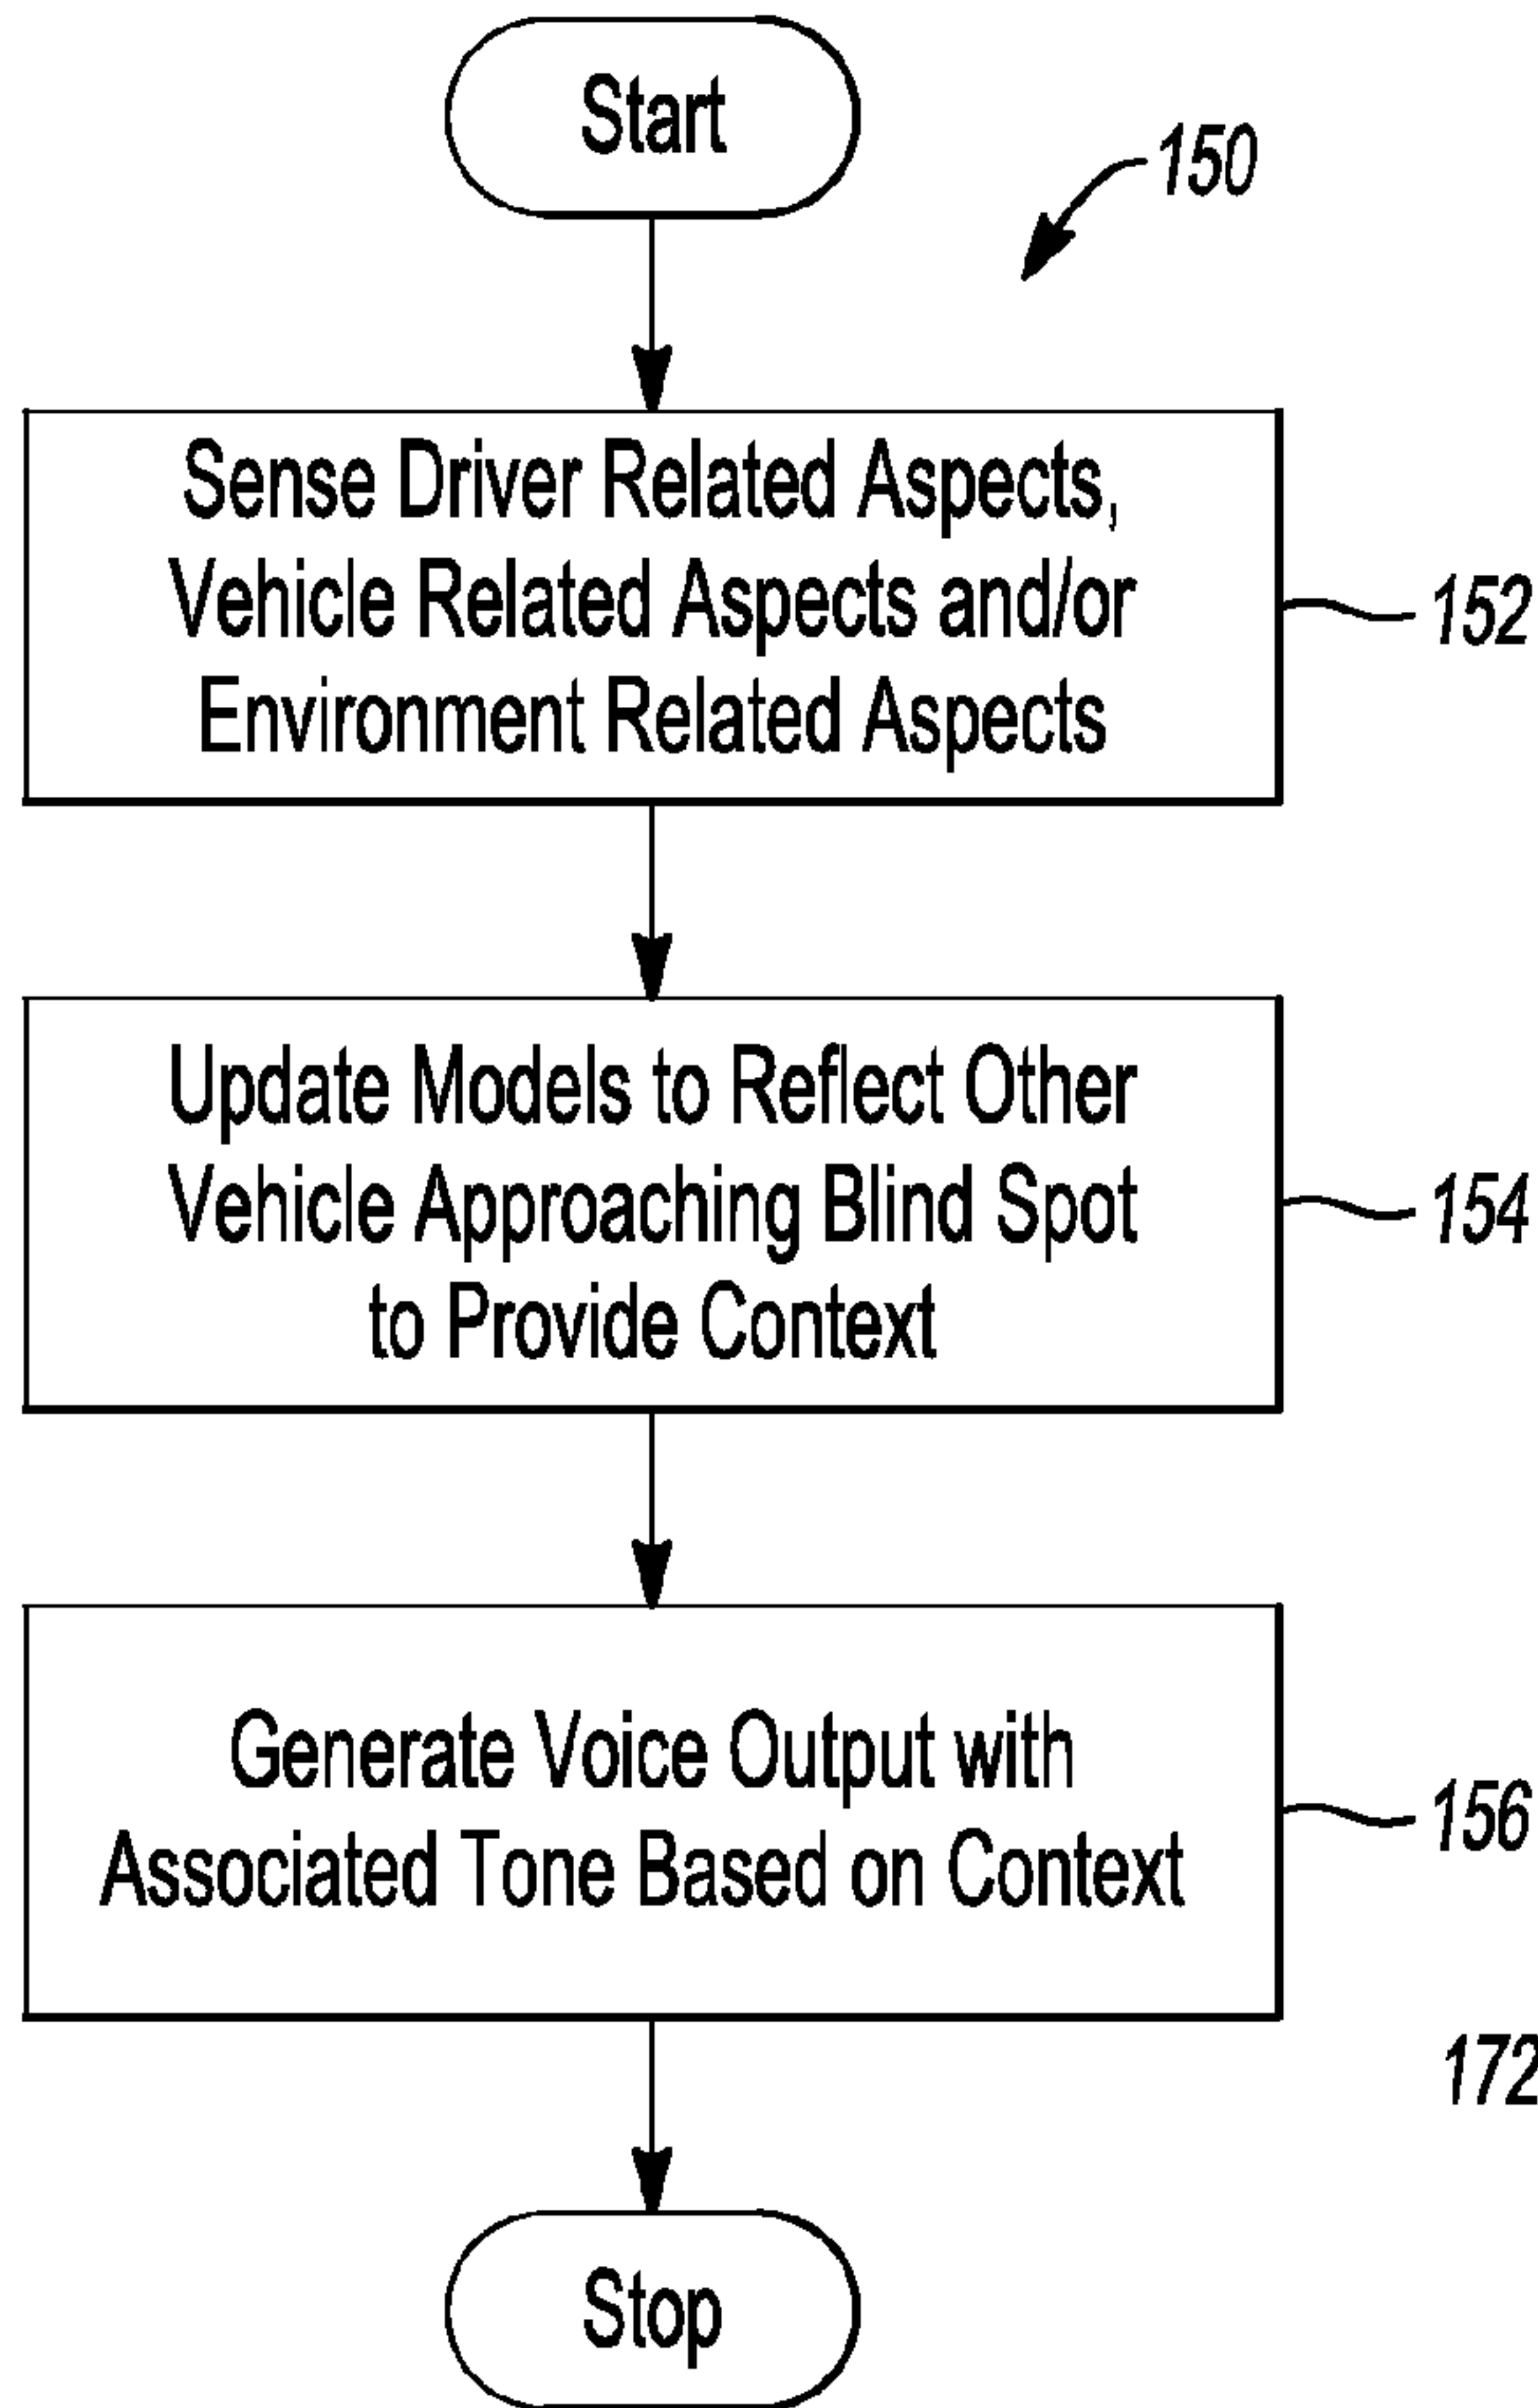 Start
150
Sense Driver Related Aspects,
Vehicle Related Aspects and/or
Environment Related Aspects
152
Update Models to Reflect Other
Vehicle Approaching Blind Spot
to Provide Context
154
Generate Voice Output with
Associated Tone Based on Context
156
172
Stop